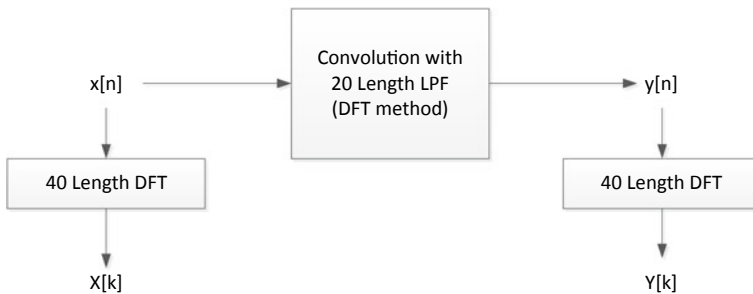 Convolution with
20 Length LPF
(DFT method)
x[n]
y[n]
40 Length DFT
40 Length DFT
X[k]
Y[k]